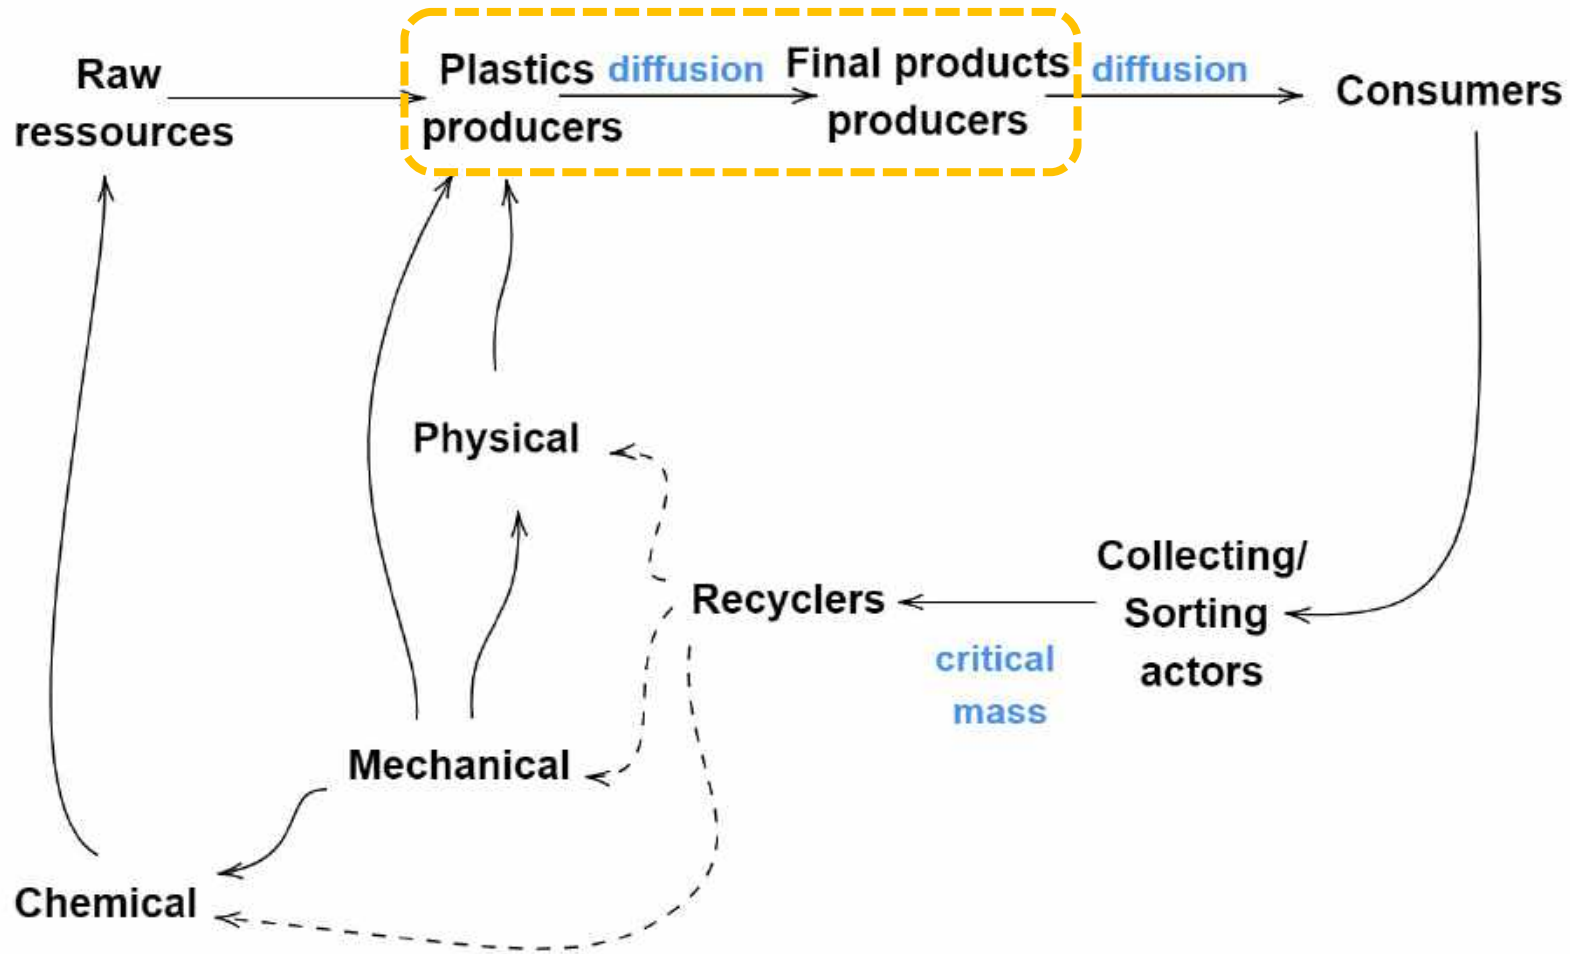 Raw
ressources
Plastics
producers
diffusion
Final products
producers
diffusion
Consumers
Physical
Collecting/
Sorting
actors
Recyclers
critical
mass
Mechanical
Chemical